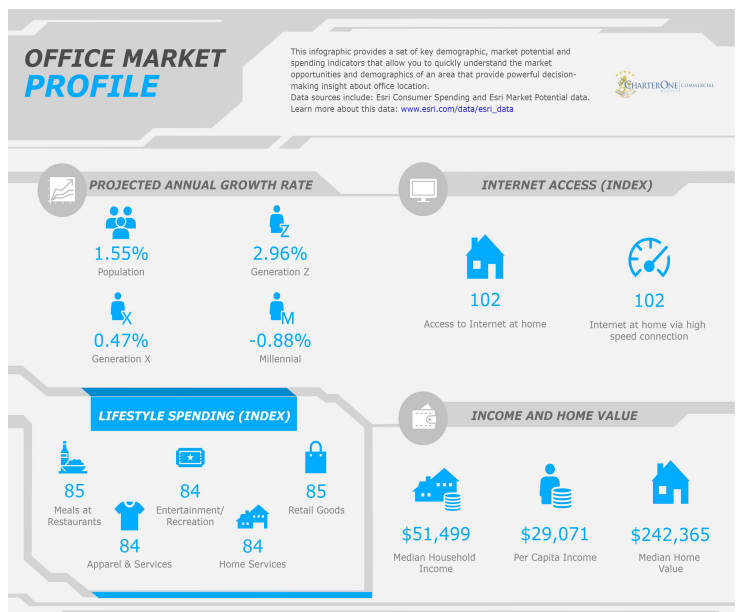 OFFICE MARKET
PROFILE
This infographic provides a set of key demographic, market potential and
spending indicators that allow you to quickly understand the market
opportunities and demographics of an area that provide powerful decision-
making insight about office location.
Data sources include: Esri Consumer Spending and Esri Market Potential data.
Learn more about this data: www.esri.com/data/esri_data
CHARTERONE COMMERCIAL
PROJECTED ANNUAL GROWTH RATE
1.55%
Population
Z
2.96%
Generation Z
X
0.47%
Generation X
M
-0.88%
Millennial
INTERNET ACCESS (INDEX)
102
Access to Internet at home
102
Internet at home via high
speed connection
LIFESTYLE SPENDING (INDEX)
85
Meals at
Restaurants
84
Entertainment/
Recreation
85
Retail Goods
84
Apparel & Services
84
Home Services
INCOME AND HOME VALUE
$51,499
Median Household
Income
$29,071
Per Capita Income
$242,365
Median Home
Value